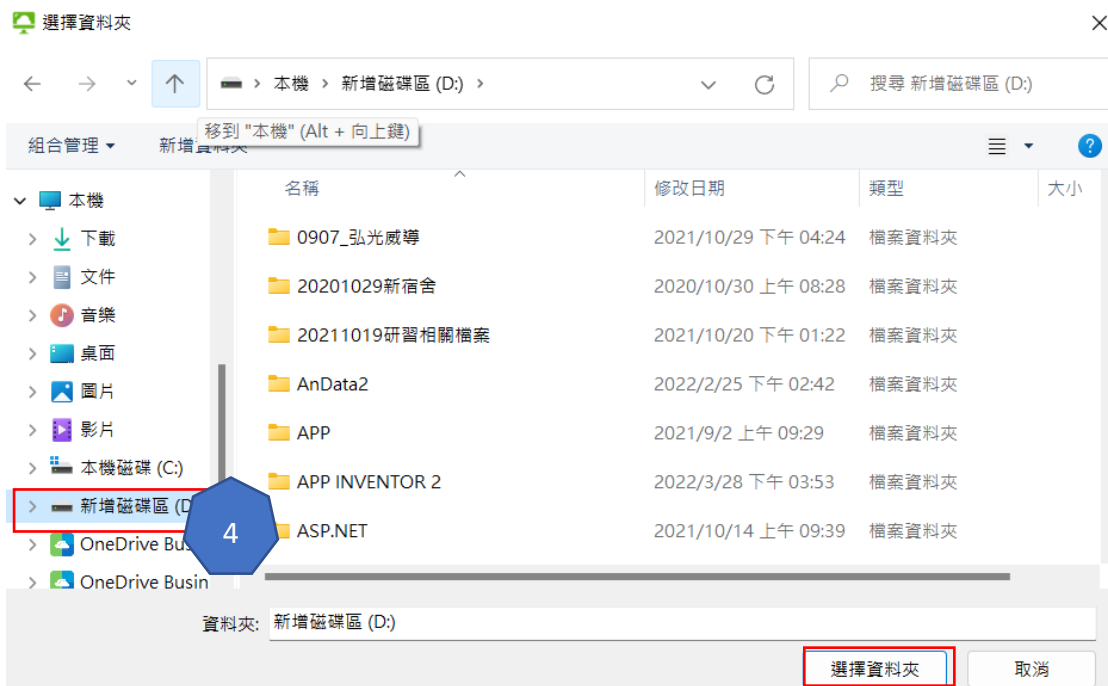 選擇資料夾
本機 › 新增磁碟區 (D:) ›
搜尋 新增磁碟區 (D:)
移到 "本機" (Alt + 向上鍵)
組合管理
新增資料夾
名稱 修改日期 類型 大小
本機
下載
文件
音樂
桌面
圖片
影片
本機磁碟 (C:)
新增磁碟區 (D
OneDrive Bus
OneDrive Busin
4
0907_弘光威導 2021/10/29 下午 04:24 檔案資料夾
20201029新宿舍 2020/10/30 上午 08:28 檔案資料夾
20211019研習相關檔案 2021/10/20 下午 01:22 檔案資料夾
AnData2 2022/2/25 下午 02:42 檔案資料夾
APP 2021/9/2 上午 09:29 檔案資料夾
APP INVENTOR 2 2022/3/28 下午 03:53 檔案資料夾
ASP.NET 2021/10/14 上午 09:39 檔案資料夾
資料夾: 新增磁碟區 (D:)
選擇資料夾 取消